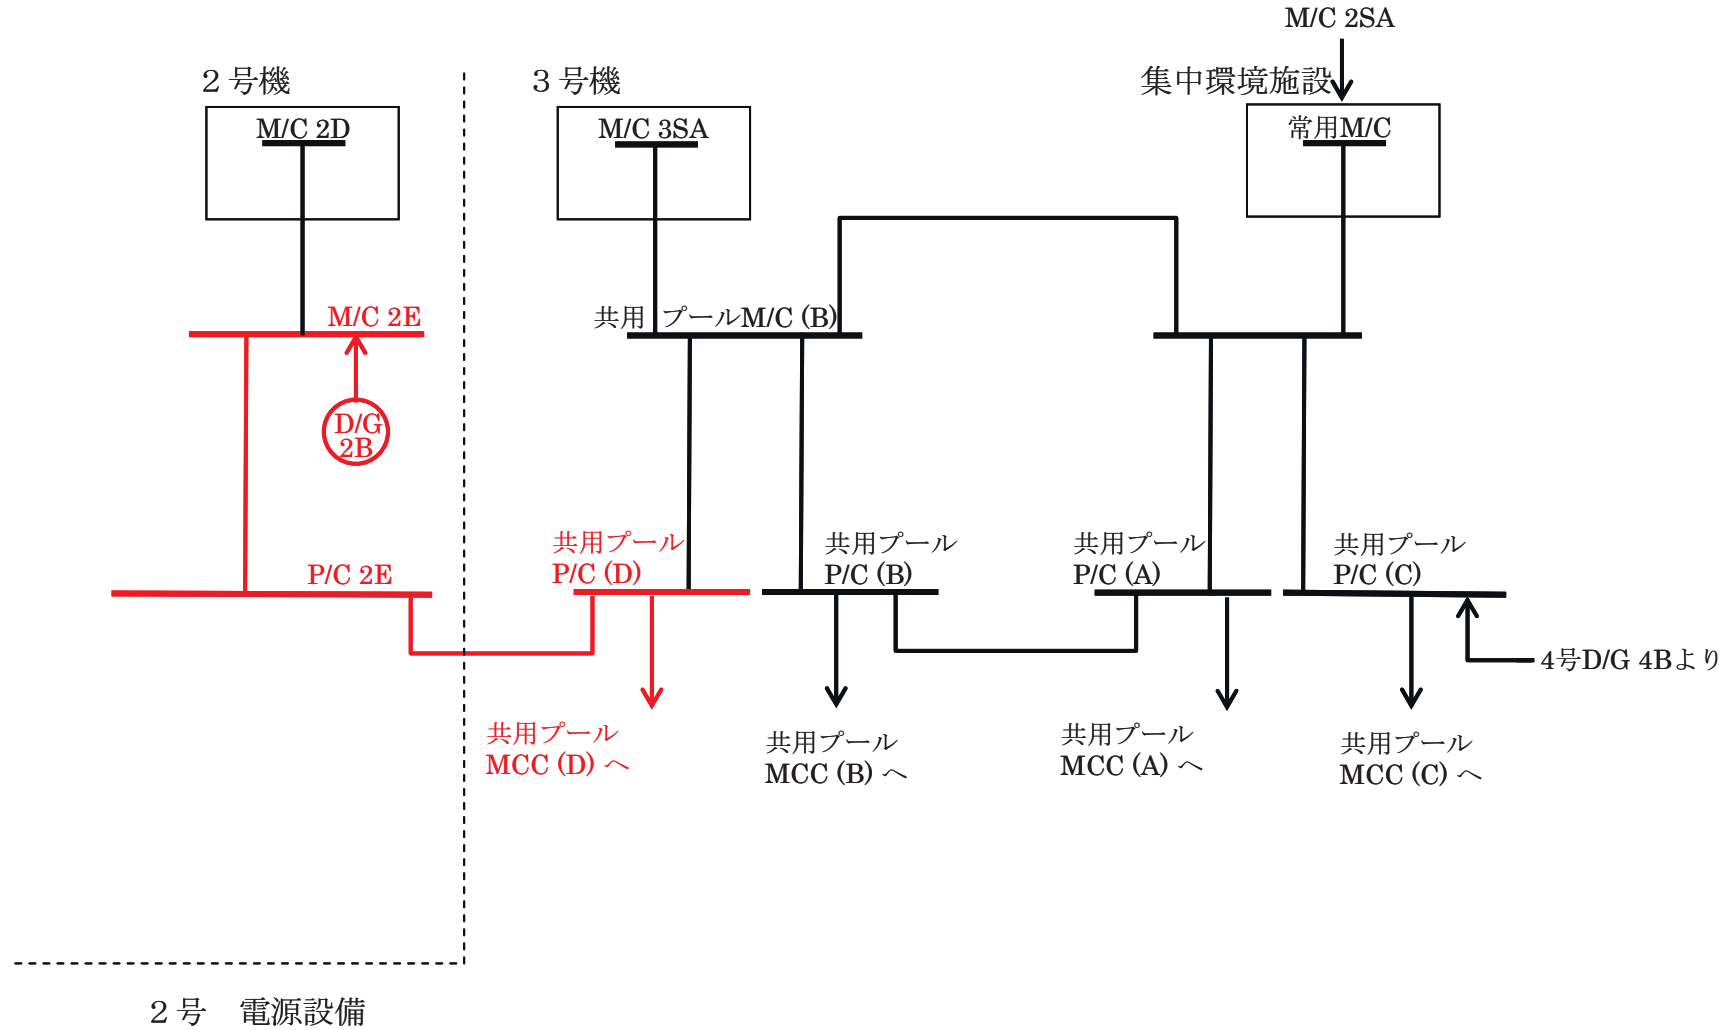 M/C 2SA
２号機
３号機
集中環境施設
M/C 2D
M/C 3SA
常用M/C
M/C 2E
共用 プールM/C (B)
D/G
2B
P/C 2E
共用プール
P/C (D)
共用プール
P/C (B)
共用プール
P/C (A)
共用プール
P/C (C)
4号D/G 4Bより
共用プール
MCC (D) へ
共用プール
MCC (B) へ
共用プール
MCC (A) へ
共用プール
MCC (C) へ
２号　電源設備